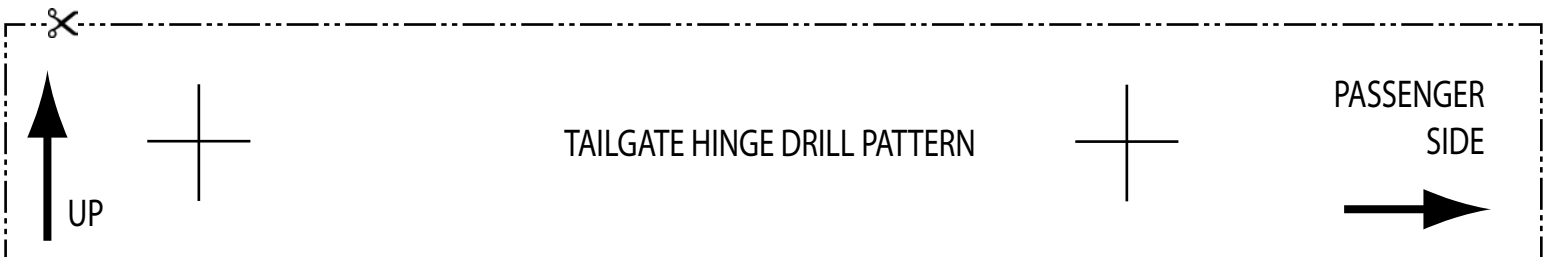 UP
TAILGATE HINGE DRILL PATTERN
PASSENGER
SIDE